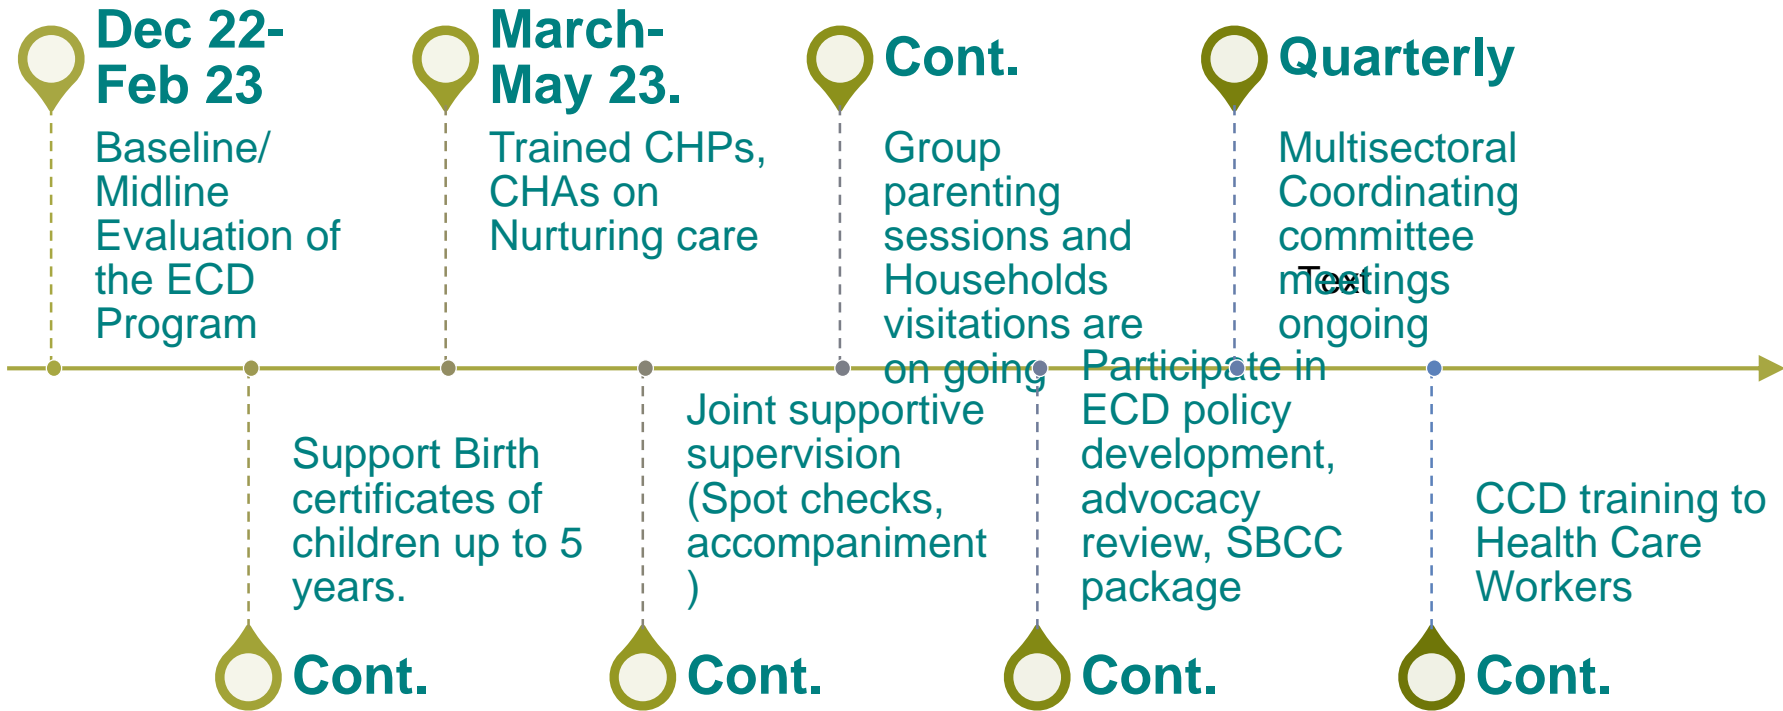 Dec 22-
Feb 23
Baseline/
Midline
Evaluation of
the ECD
Program
Support Birth
certificates of
children up to 5
years.
Cont.
March-
May 23.
Trained CHPs,
CHAs on
Nurturing care
Joint supportive
supervision
(Spot checks,
accompaniment
)
Cont.
Cont.
Group
parenting
sessions and
Households
visitations are
on going
Participate in
ECD policy
development,
advocacy
review, SBCC
package
Cont.
Quarterly
Multisectoral
Coordinating
committee
meetings
Text
ongoing
CCD training to
Health Care
Workers
Cont.